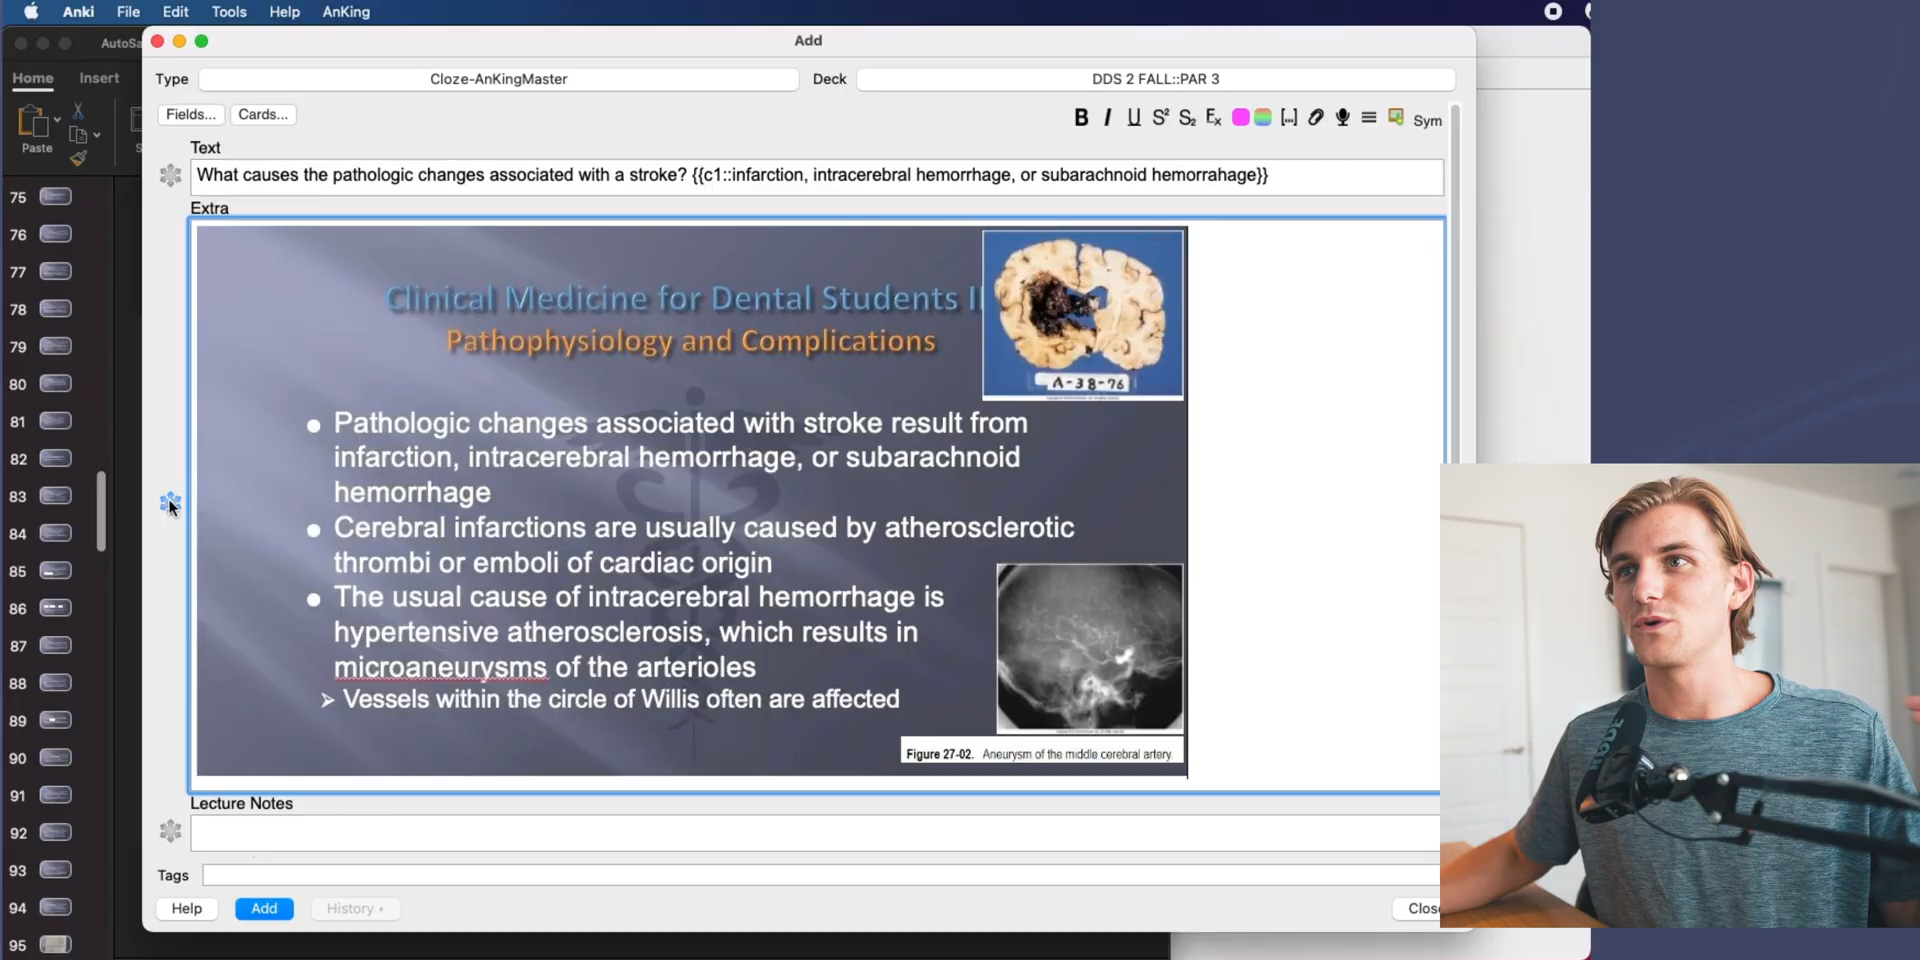 Anki File Edit Tools Help AnKing
Add
Home Insert
Paste
Type Cloze-AnKingMaster Deck DDS 2 FALL::PAR 3
Fields... Cards...
B I U S² S₂ Ex [...] Sym
Text
What causes the pathologic changes associated with a stroke? {{c1::infarction, intracerebral hemorrhage, or subarachnoid hemorrahage}}
Extra
Clinical Medicine for Dental Students II
Pathophysiology and Complications
A-38-76
• Pathologic changes associated with stroke result from
infarction, intracerebral hemorrhage, or subarachnoid
hemorrhage
• Cerebral infarctions are usually caused by atherosclerotic
thrombi or emboli of cardiac origin
• The usual cause of intracerebral hemorrhage is
hypertensive atherosclerosis, which results in
microaneurysms of the arterioles
➢ Vessels within the circle of Willis often are affected
Figure 27-02. Aneurysm of the middle cerebral artery.
Lecture Notes
Tags
Help Add History
75
76
77
78
79
80
81
82
83
84
85
86
87
88
89
90
91
92
93
94
95